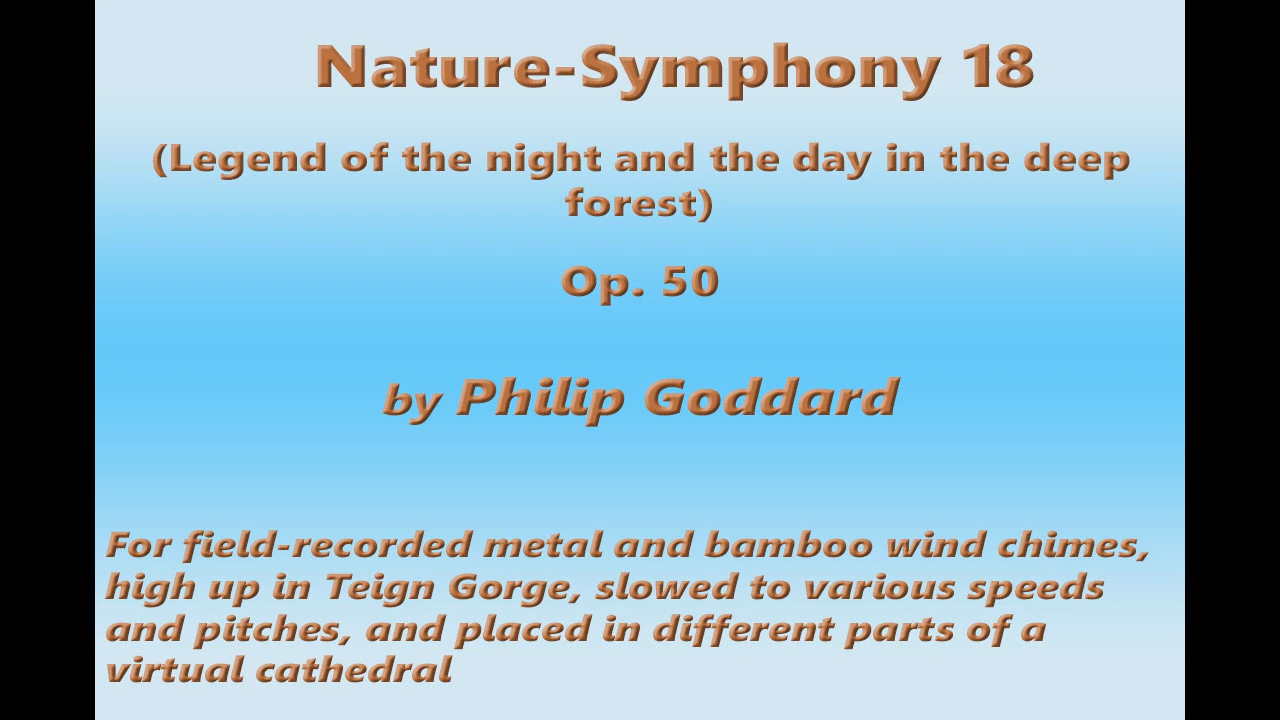 Nature-Symphony 18
(Legend of the night and the day in the deep
forest)
Op. 50
by Philip Goddard
For field-recorded metal and bamboo wind chimes,
high up in Teign Gorge, slowed to various speeds
and pitches, and placed in different parts of a
virtual cathedral